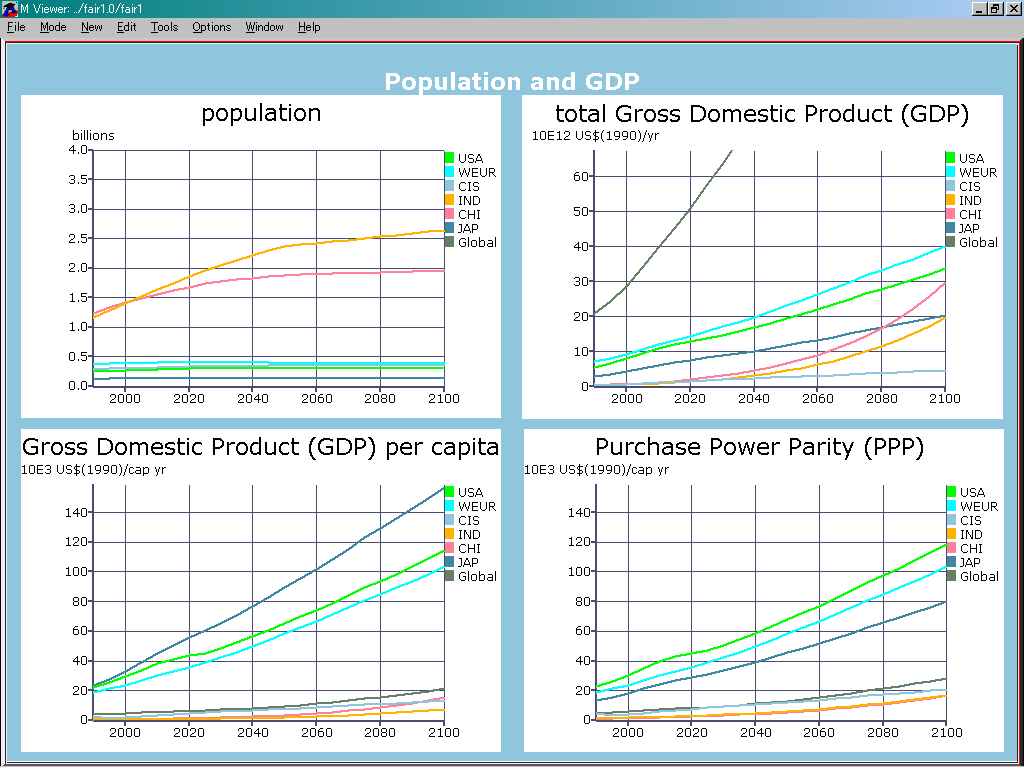 M Viewer: ../fair1.0/fair1
File Mode New Edit Tools Options Window Help
Population and GDP
population
billions
4.0
3.5
3.0
2.5
2.0
1.5
1.0
0.5
0.0
2000 2020 2040 2060 2080 2100
USA
WEUR
CIS
IND
CHI
JAP
Global
total Gross Domestic Product (GDP)
10E12 US$(1990)/yr
60
50
40
30
20
10
0
2000 2020 2040 2060 2080 2100
USA
WEUR
CIS
IND
CHI
JAP
Global
Gross Domestic Product (GDP) per capita
10E3 US$(1990)/cap yr
140
120
100
80
60
40
20
0
2000 2020 2040 2060 2080 2100
USA
WEUR
CIS
IND
CHI
JAP
Global
Purchase Power Parity (PPP)
10E3 US$(1990)/cap yr
140
120
100
80
60
40
20
0
2000 2020 2040 2060 2080 2100
USA
WEUR
CIS
IND
CHI
JAP
Global